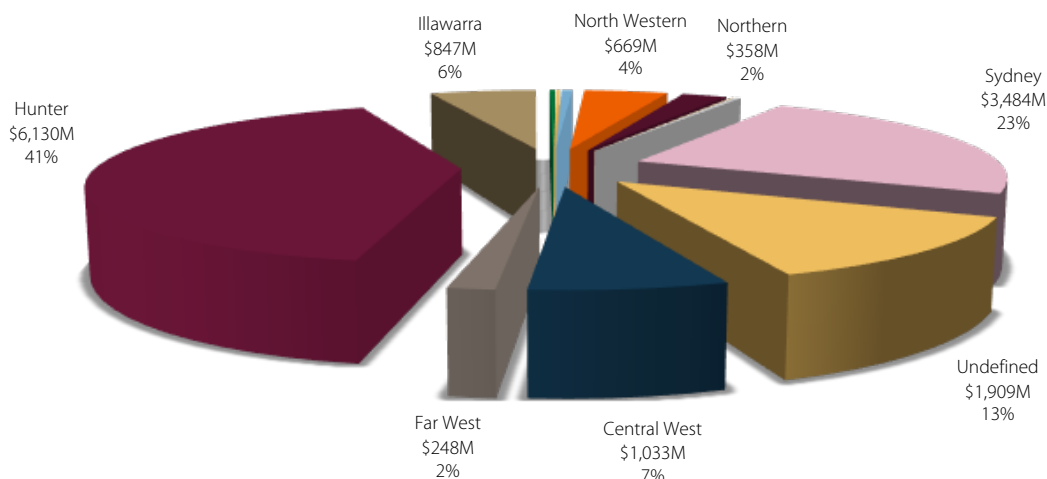 Illawarra
$847M
6%
North Western
$669M
4%
Northern
$358M
2%
Sydney
$3,484M
23%
Hunter
$6,130M
41%
Undefined
$1,909M
13%
Far West
$248M
2%
Central West
$1,033M
7%